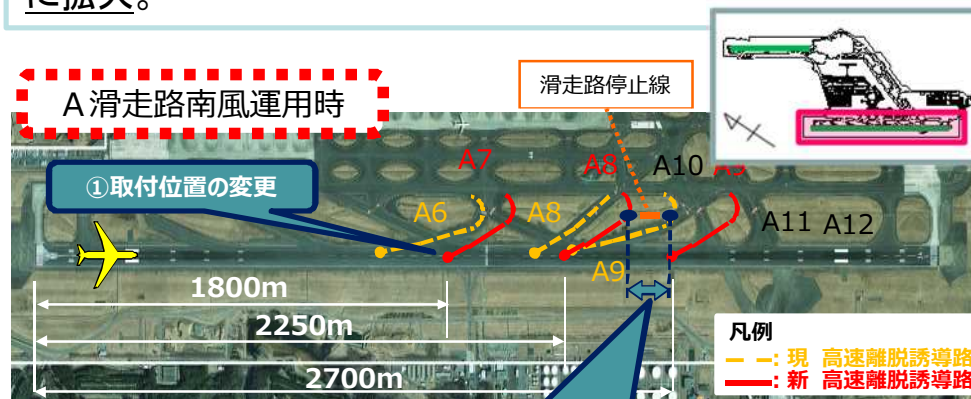 に拡大。
A滑走路南風運用時
滑走路停止線
①取付位置の変更
A7
A8
A10
A9
A6
A8
A9
A11 A12
1800m
2250m
2700m
凡例
: 現 高速離脱誘導路
: 新 高速離脱誘導路